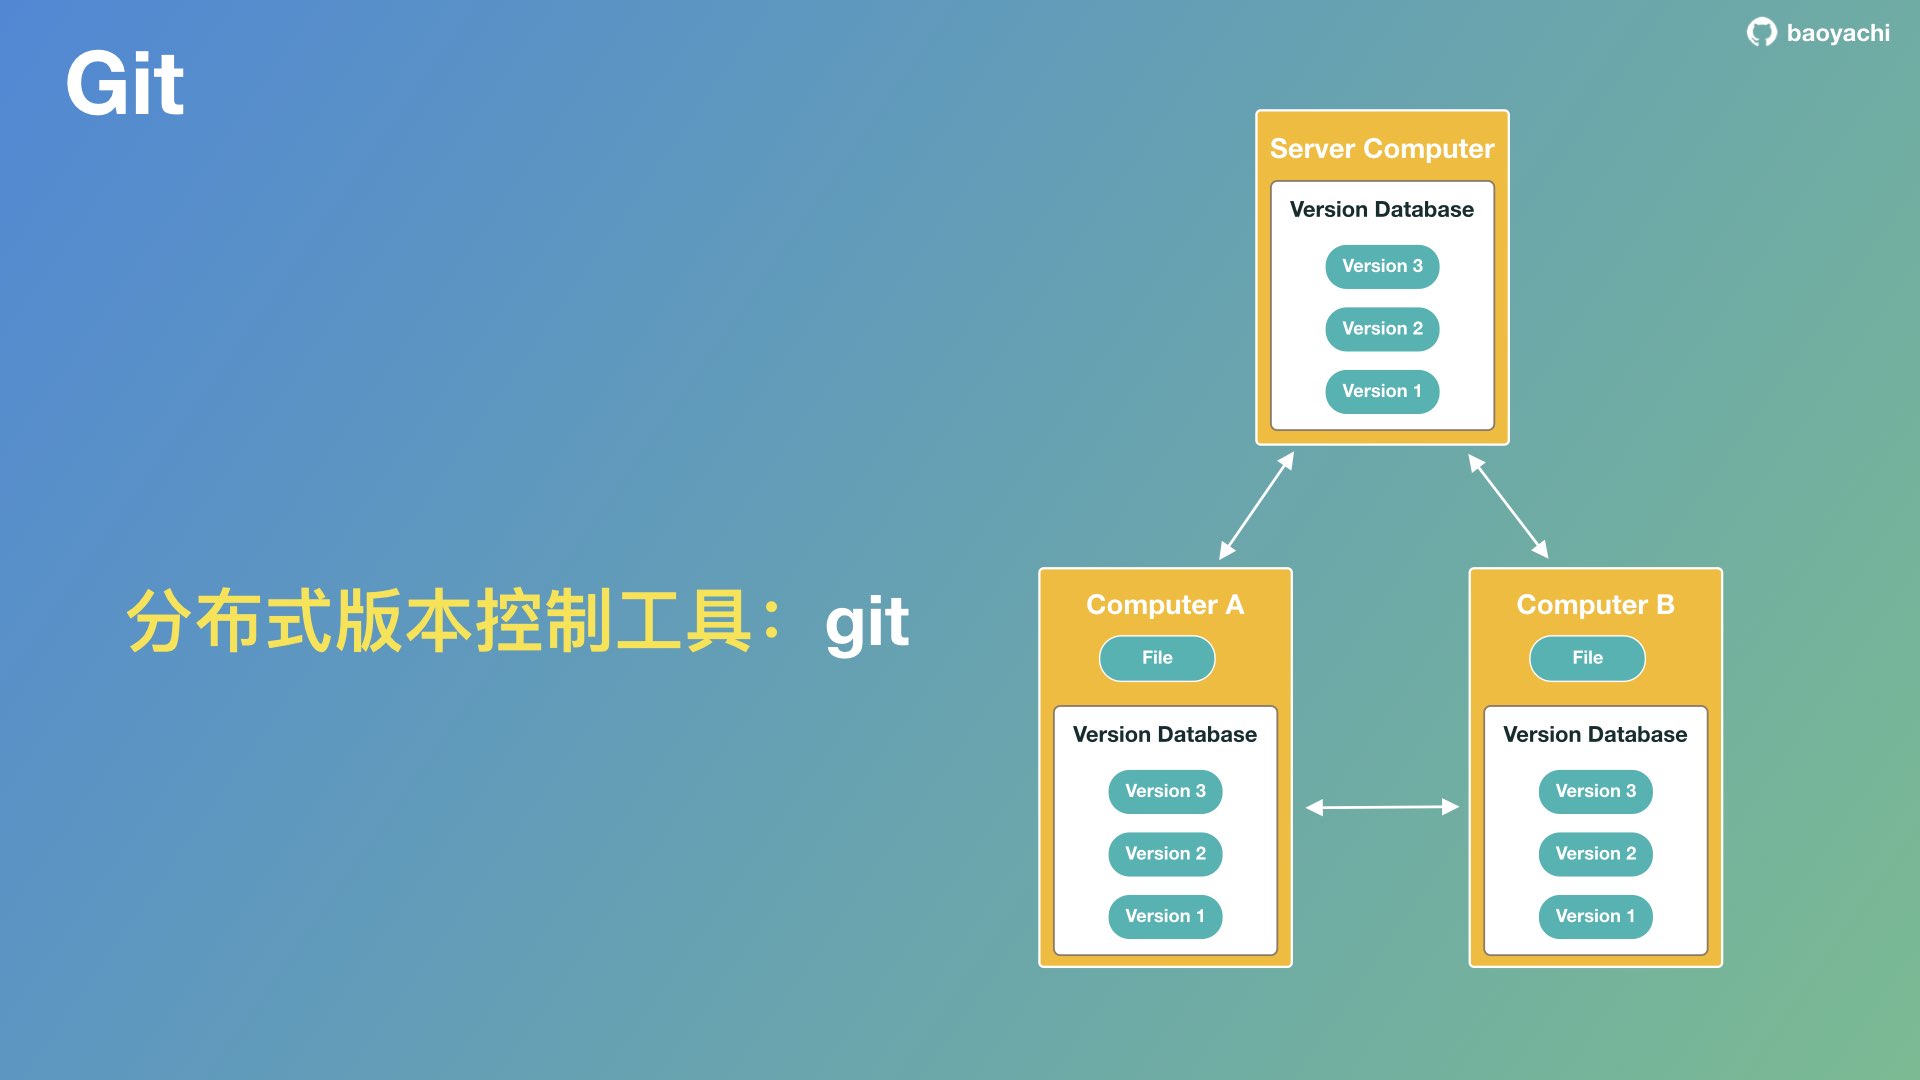 Git
baoyachi
分布式版本控制工具：git
Server Computer
Version Database
Version 3
Version 2
Version 1
Computer A
File
Version Database
Version 3
Version 2
Version 1
Computer B
File
Version Database
Version 3
Version 2
Version 1